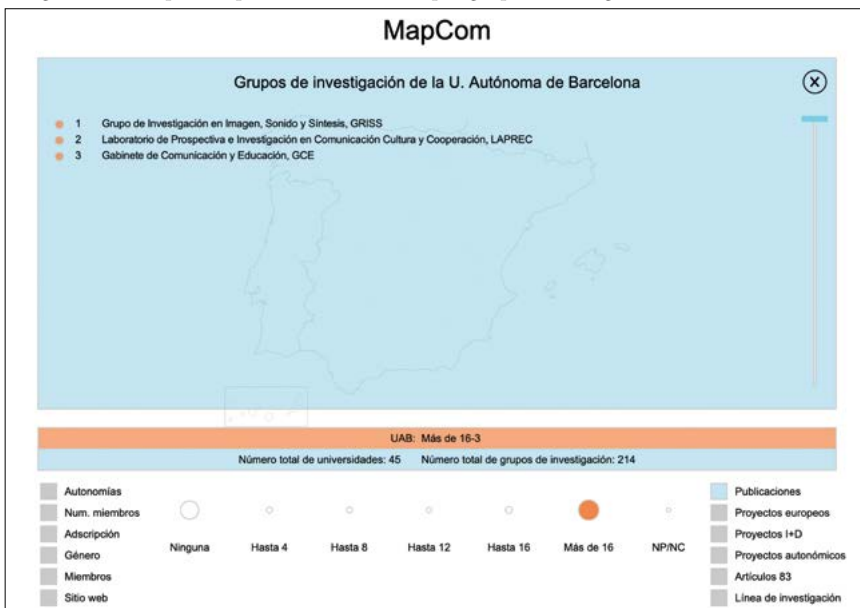 MapCom
Grupos de investigación de la U. Autónoma de Barcelona
X
1 Grupo de Investigación en Imagen, Sonido y Síntesis, GRISS
2 Laboratorio de Prospectiva e Investigación en Comunicación Cultura y Cooperación, LAPREC
3 Gabinete de Comunicación y Educación, GCE
UAB: Más de 16-3
Número total de universidades: 45 Número total de grupos de investigación: 214
Autonomías
Num. miembros
Adscripción
Género
Miembros
Sitio web
Ninguna Hasta 4 Hasta 8 Hasta 12 Hasta 16 Más de 16 NP/NC
Publicaciones
Proyectos europeos
Proyectos I+D
Proyectos autonómicos
Artículos 83
Línea de investigación